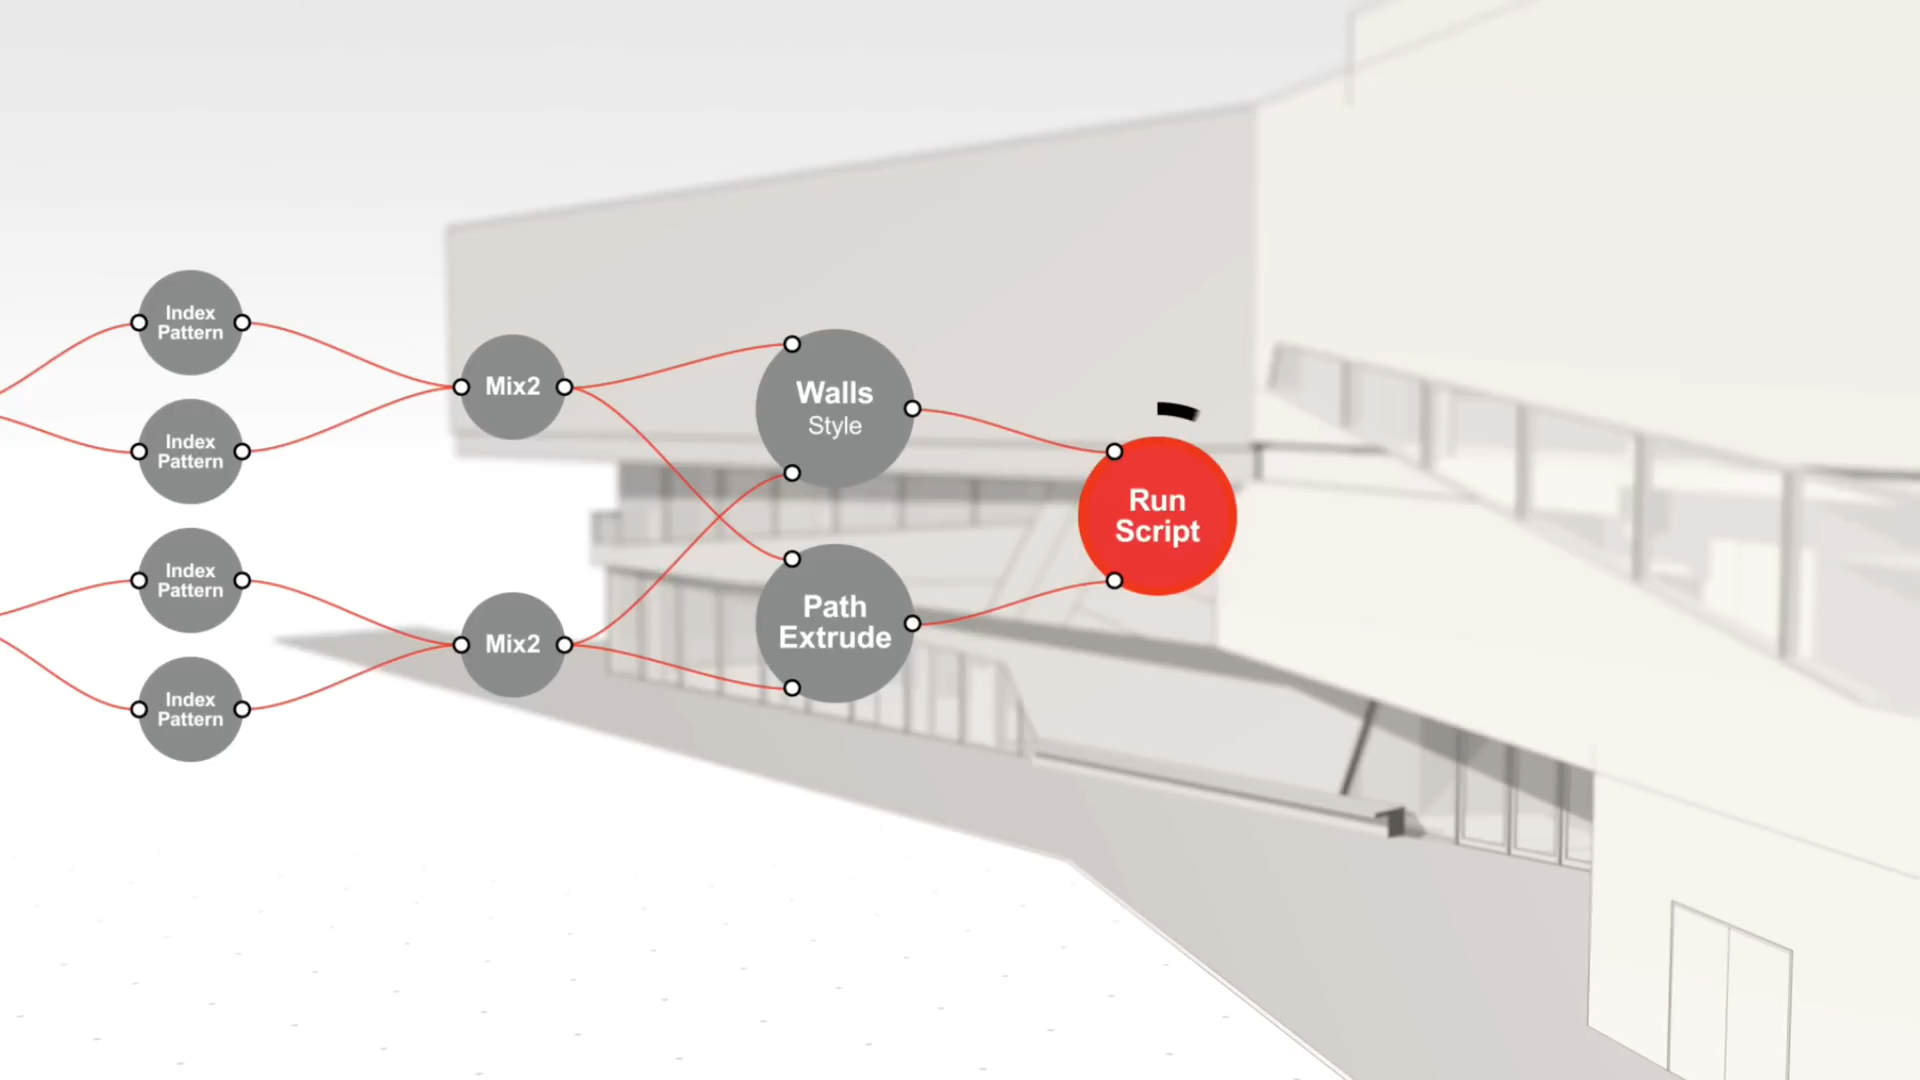 Index
Pattern
Index
Pattern
Index
Pattern
Index
Pattern
Mix2
Mix2
Walls
Style
Path
Extrude
Run
Script